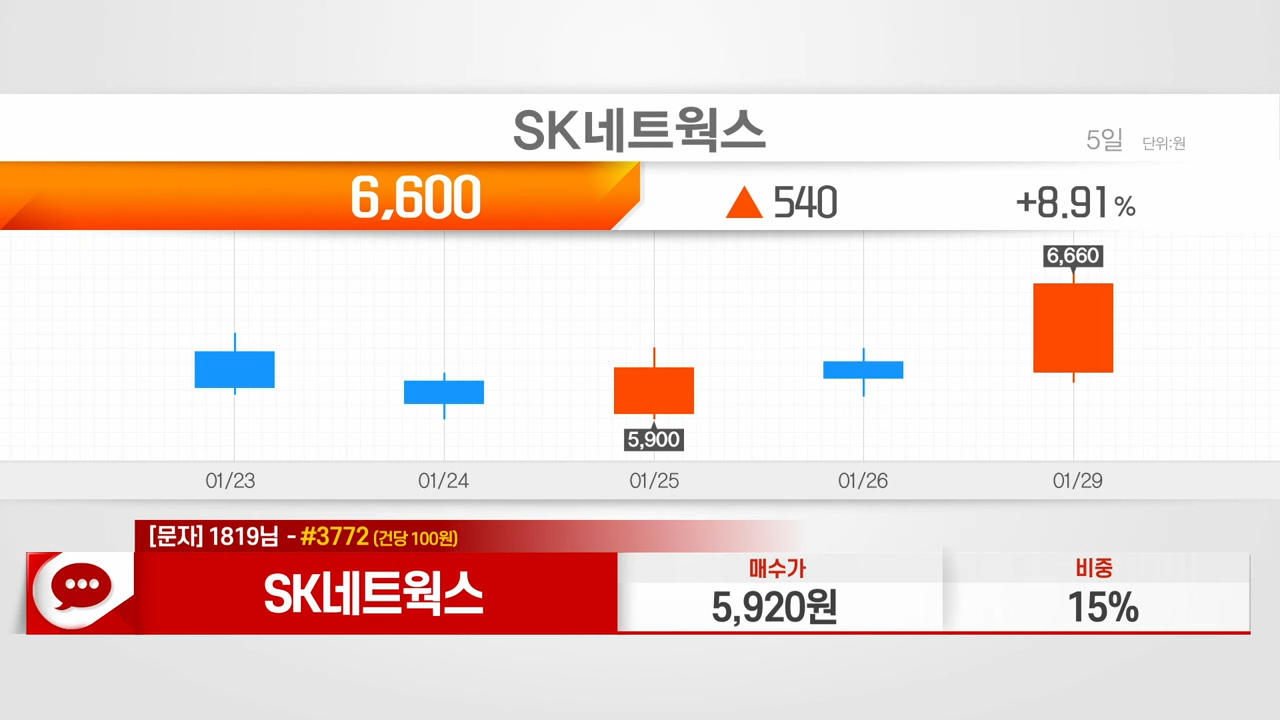 SK네트웍스
5일 단위:원
6,600 ▲ 540 +8.91%
6,660
5,900
01/23 01/24 01/25 01/26 01/29
[문자] 1819님 - #3772 (건당 100원)
SK네트웍스
매수가 비중
5,920원 15%